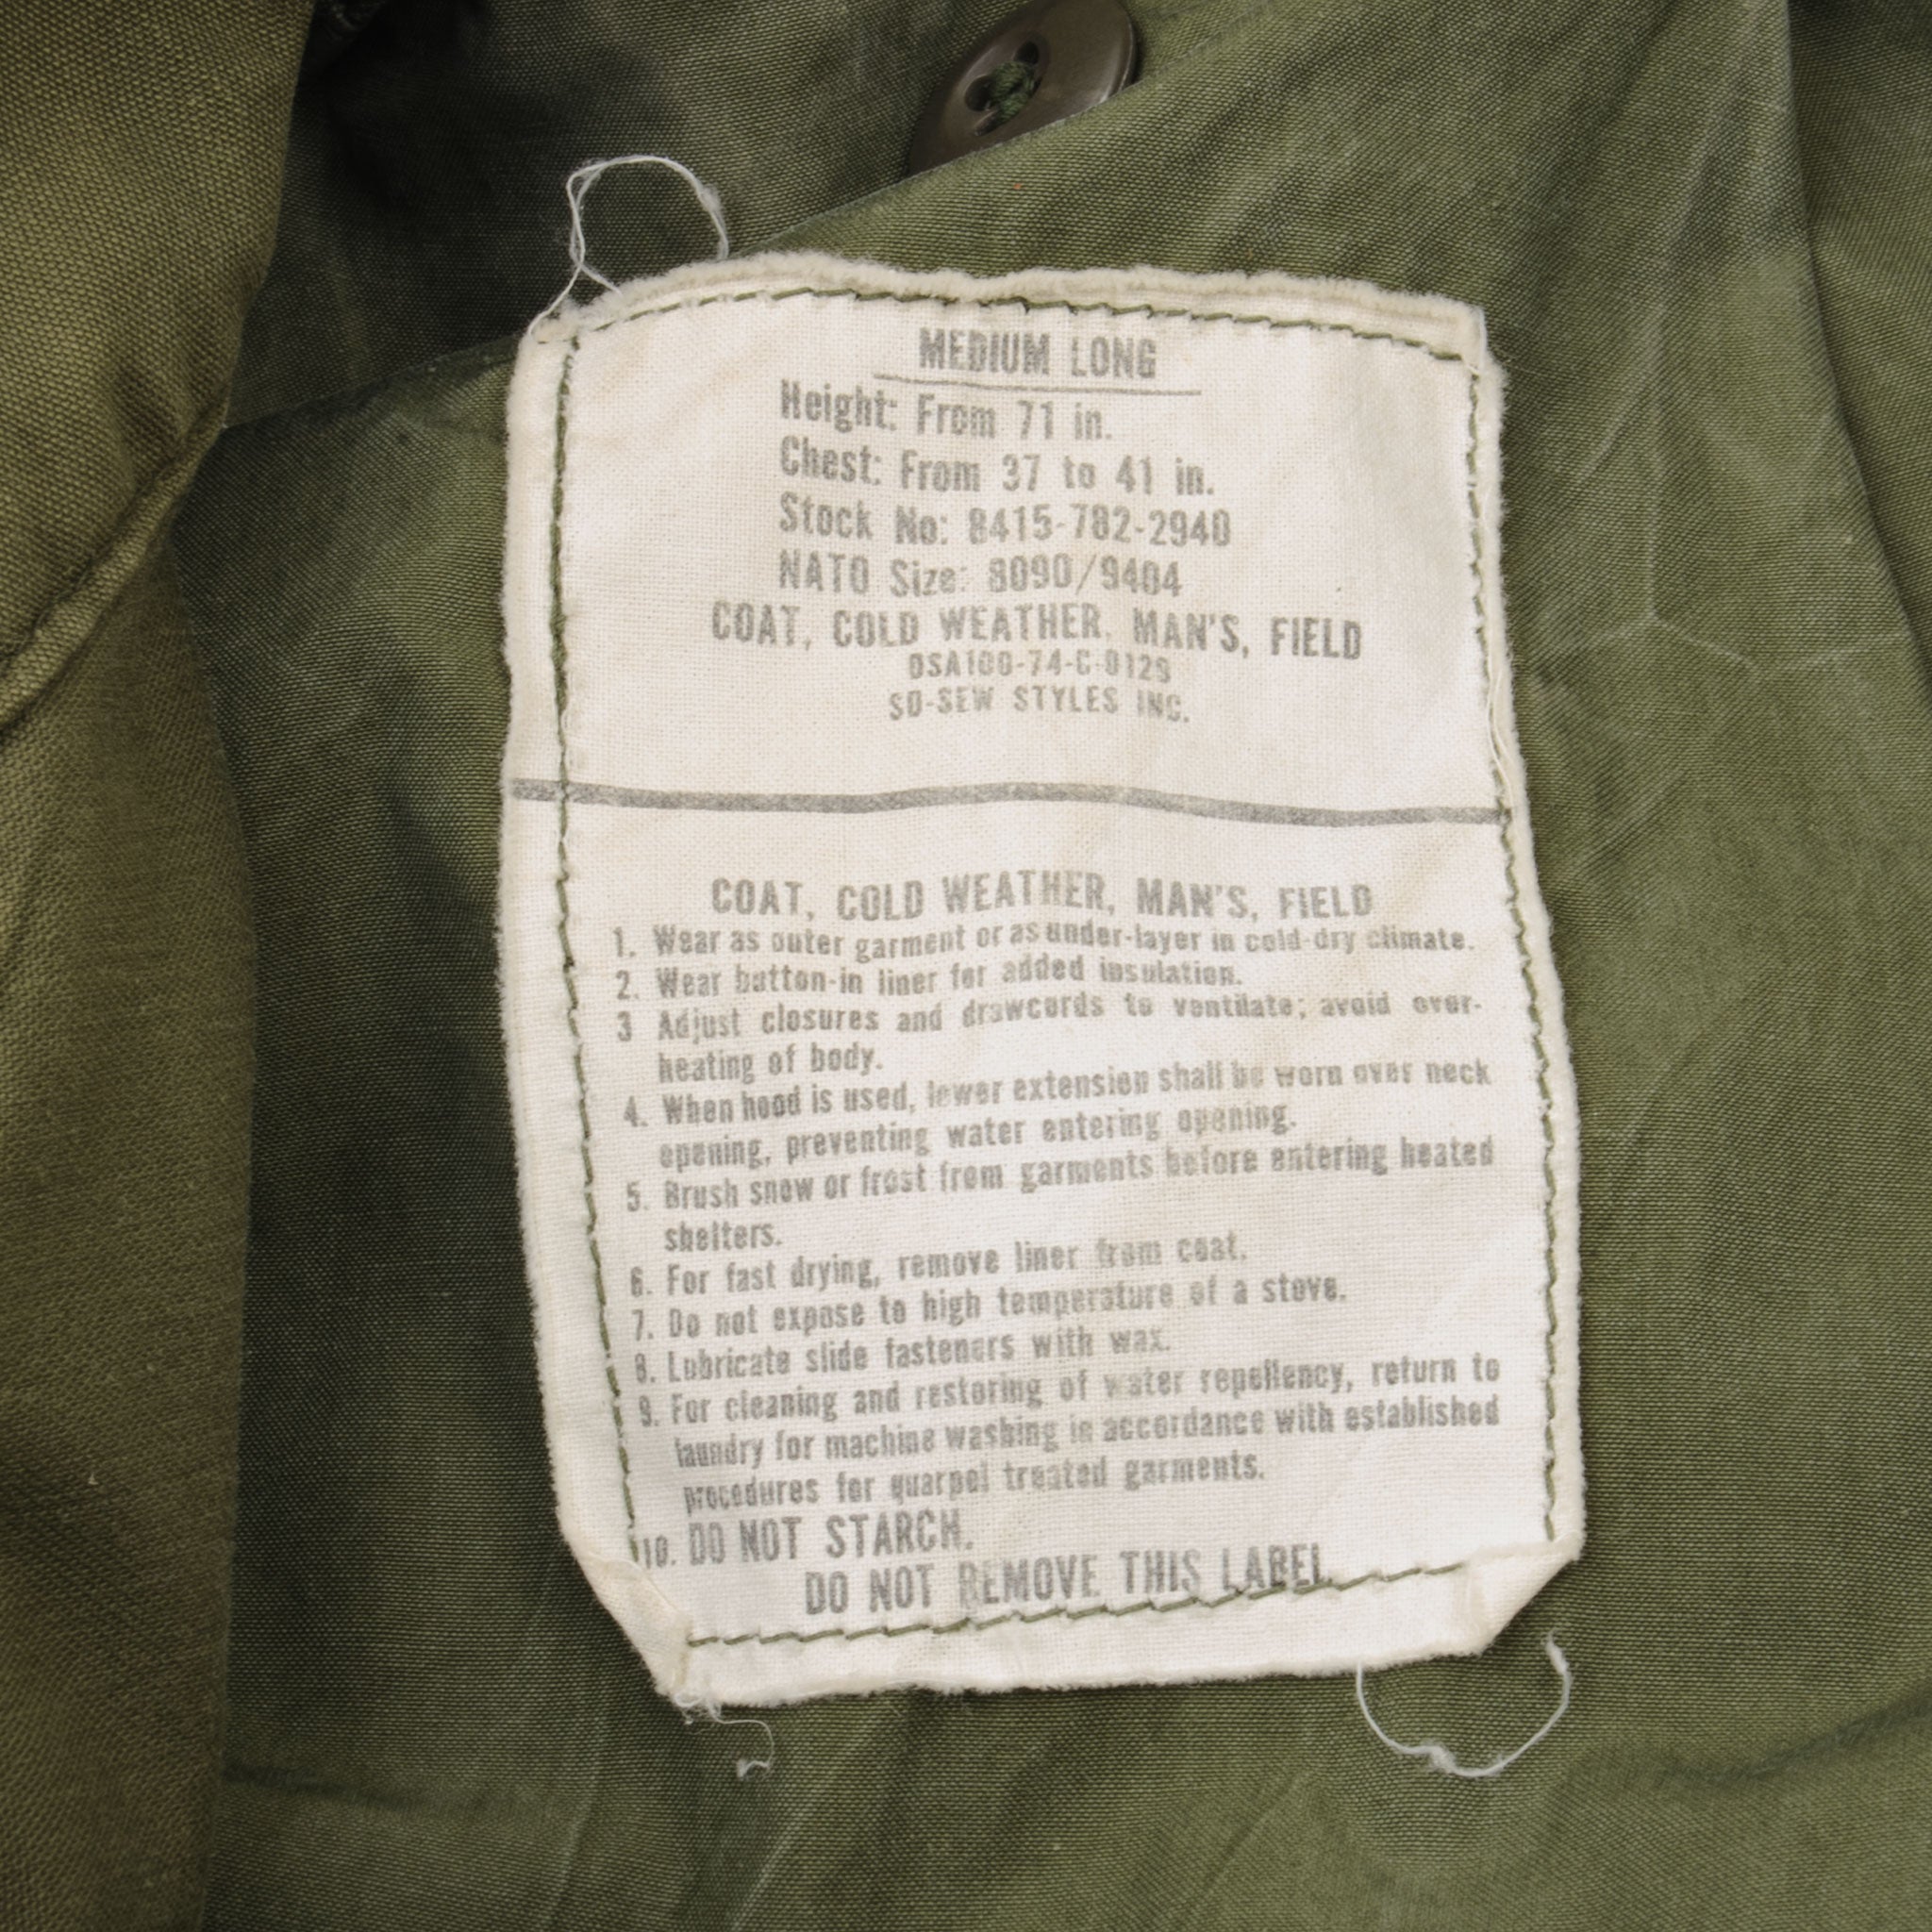 MEDIUM LONG
Height: From 71 in.
Chest: From 37 to 41 in.
Stock No: 8415-782-2940
NATO Size: 8090/9404
COAT, COLD WEATHER, MAN'S, FIELD
DSA100-74-C-0129
SO-SEW STYLES INC.
COAT, COLD WEATHER, MAN'S, FIELD
1. Wear as outer garment or as under-layer in cold-dry climate.
2. Wear button-in liner for added insulation.
3 Adjust closures and drawcords to ventilate; avoid over-
heating of body.
4. When hood is used, lower extension shall be worn over neck
opening, preventing water entering opening.
5. Brush snow or frost from garments before entering heated
shelters.
6. For fast drying, remove liner from coat.
7. Do not expose to high temperature of a stove.
8. Lubricate slide fasteners with wax.
9. For cleaning and restoring of water repellency, return to
laundry for machine washing in accordance with established
procedures for quarpel treated garments.
10. DO NOT STARCH.
DO NOT REMOVE THIS LABEL